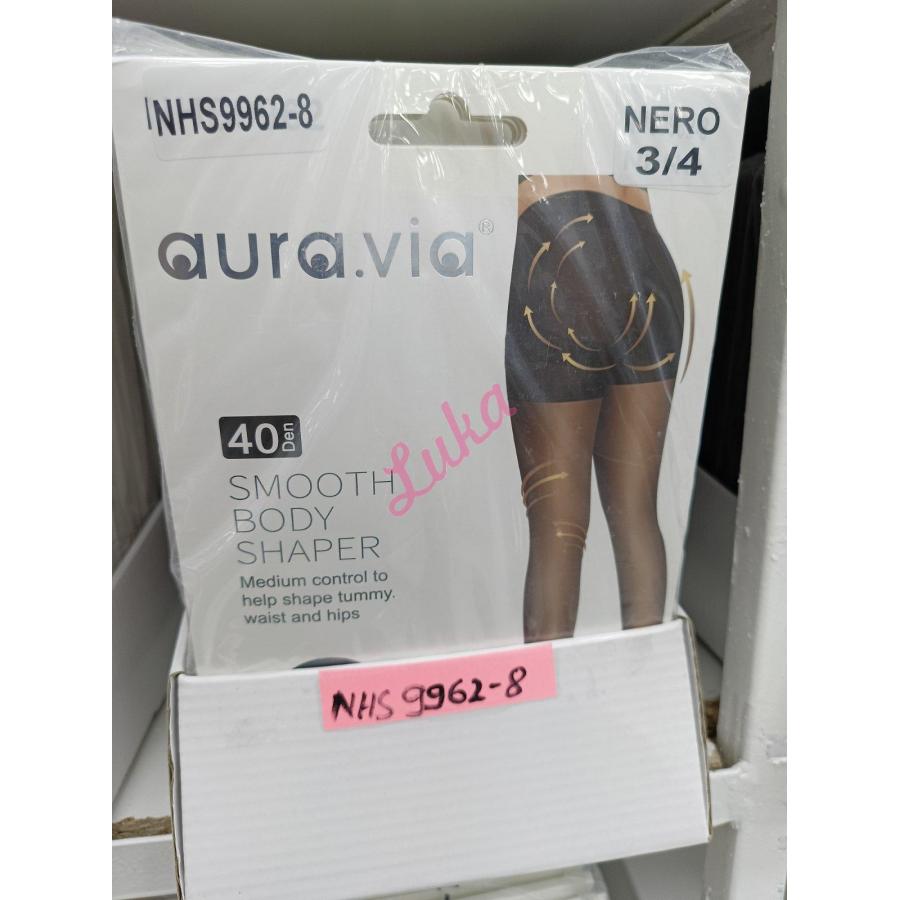 NHS9962-8
NERO
3/4
aura.via®
40 Den
SMOOTH
BODY
SHAPER
Medium control to
help shape tummy.
waist and hips
Luka
NHS 9962-8